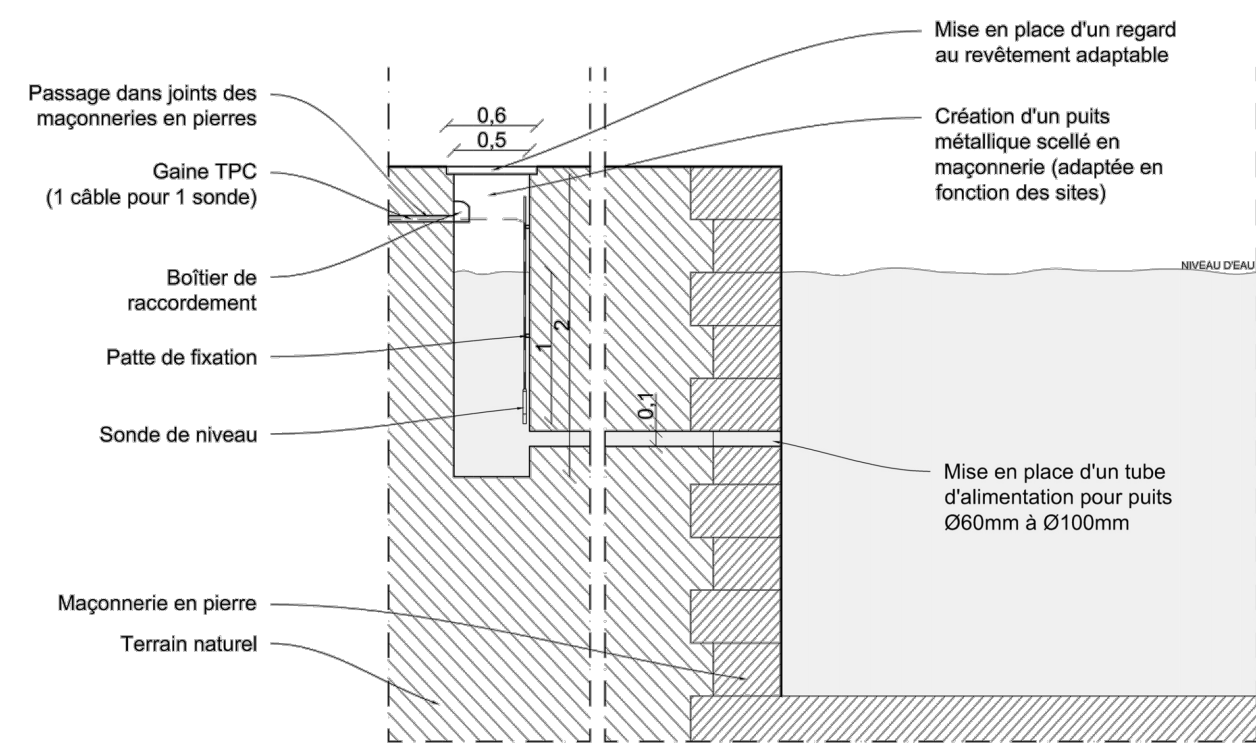 Mise en place d'un regard
au revêtement adaptable
Passage dans joints des
maçonneries en pierres
Création d'un puits
métallique scellé en
maçonnerie (adaptée en
fonction des sites)
0,6
0,5
Gaine TPC
(1 câble pour 1 sonde)
Boîtier de
raccordement
NIVEAU D'EAU
Patte de fixation
1
2
0,1
Sonde de niveau
Mise en place d'un tube
d'alimentation pour puits
Ø60mm à Ø100mm
Maçonnerie en pierre
Terrain naturel